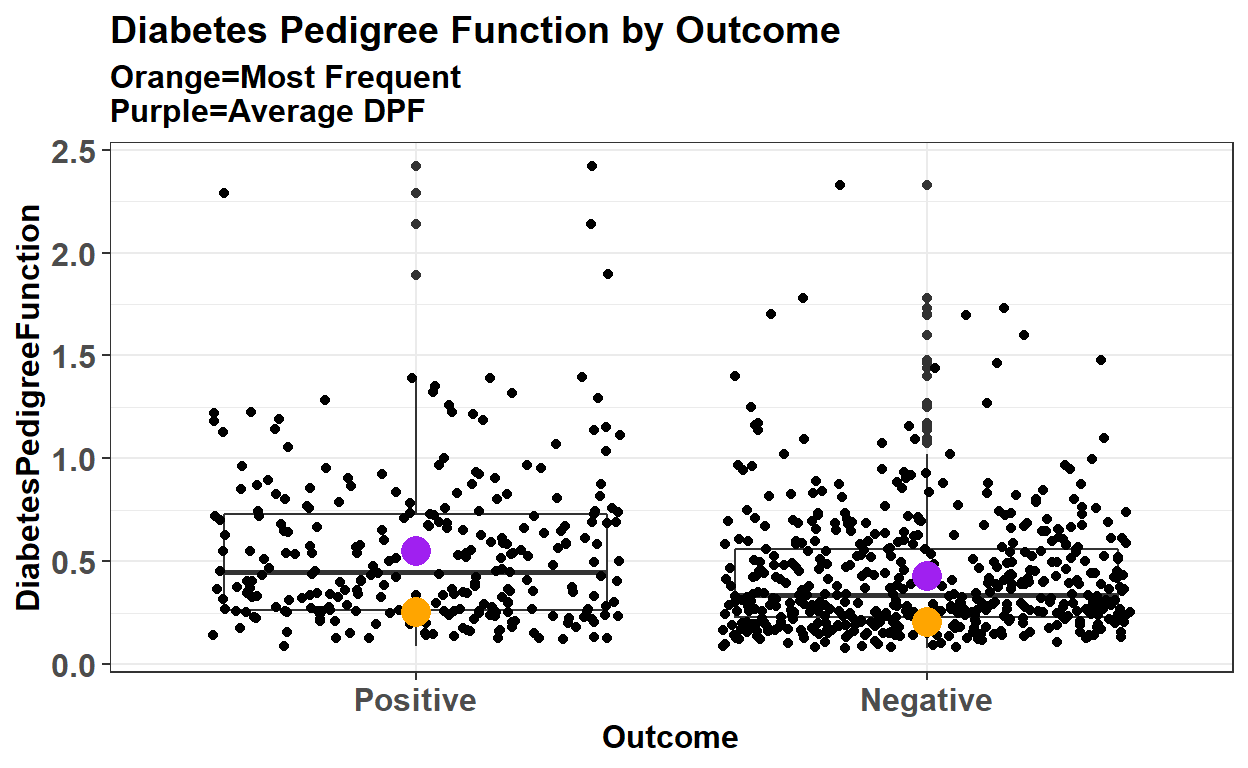 Diabetes Pedigree Function by Outcome
Orange=Most Frequent
Purple=Average DPF
DiabetesPedigreeFunction
2.5
2.0
1.5
1.0
0.5
0.0
Positive
Negative
Outcome